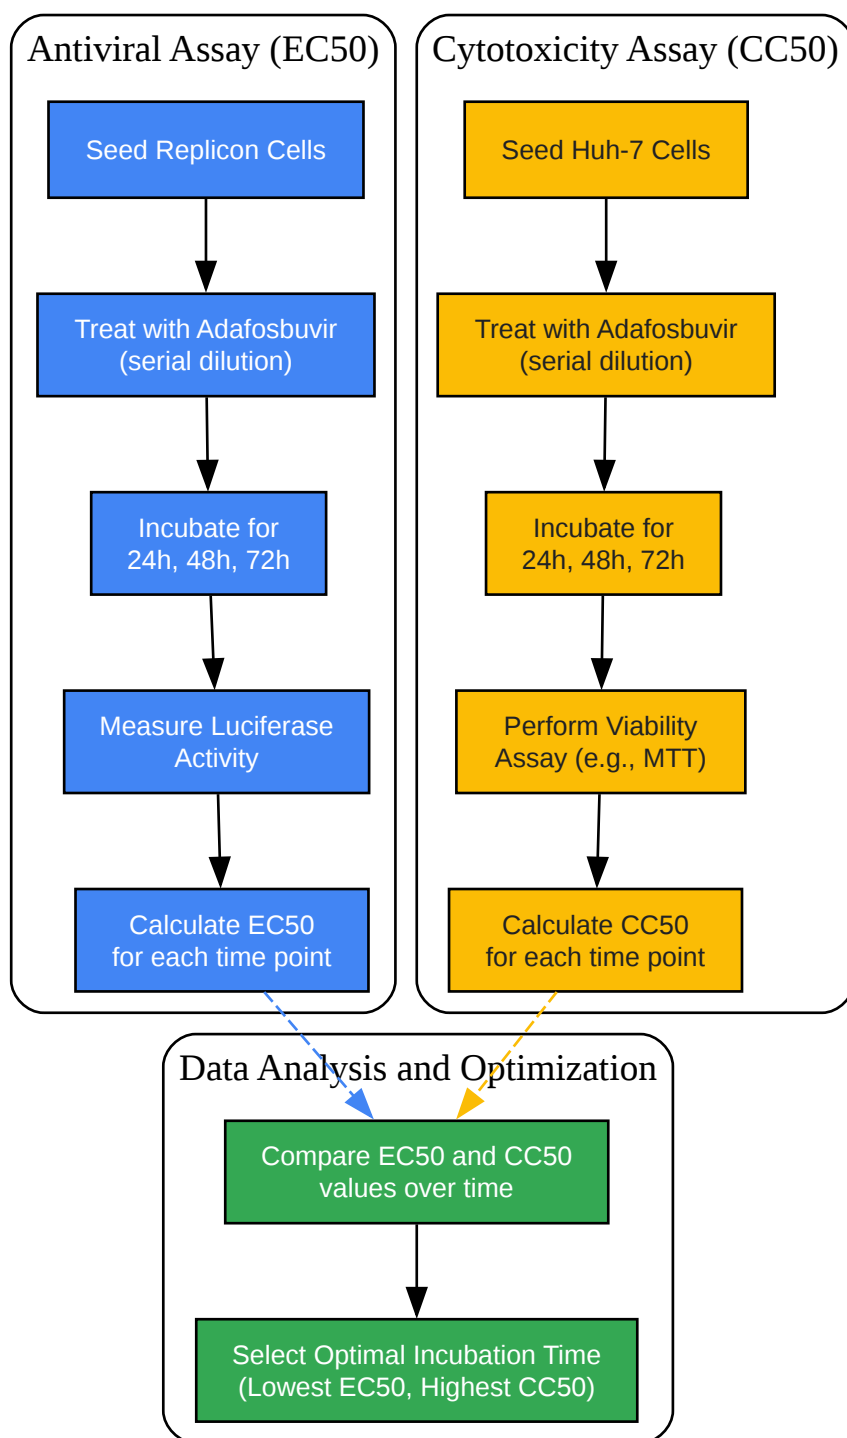 Antiviral Assay (EC50)
Seed Replicon Cells
Treat with Adafosbuvir
(serial dilution)
Incubate for
24h, 48h, 72h
Measure Luciferase
Activity
Calculate EC50
for each time point
Cytotoxicity Assay (CC50)
Seed Huh-7 Cells
Treat with Adafosbuvir
(serial dilution)
Incubate for
24h, 48h, 72h
Perform Viability
Assay (e.g., MTT)
Calculate CC50
for each time point
Data Analysis and Optimization
Compare EC50 and CC50
values over time
Select Optimal Incubation Time
(Lowest EC50, Highest CC50)